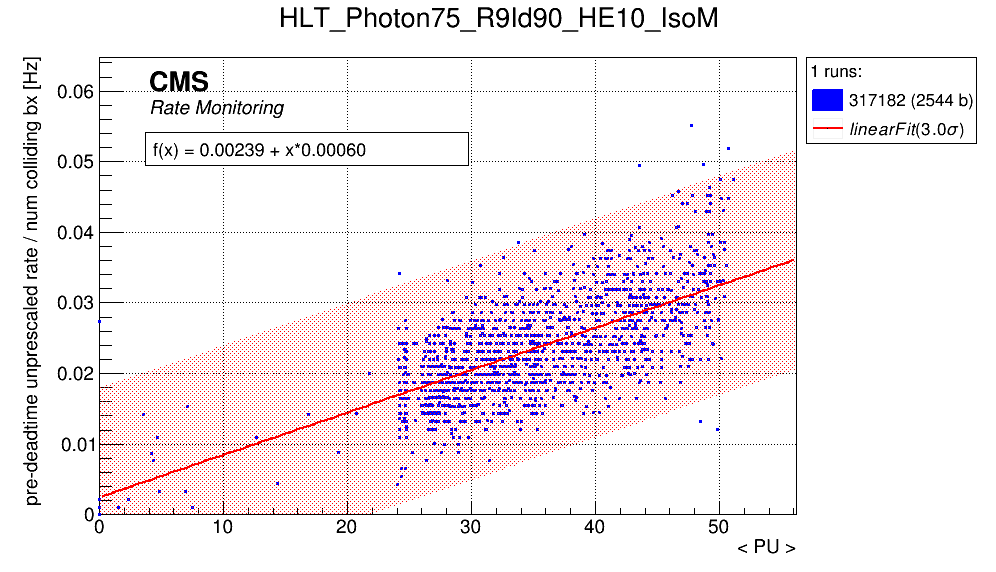 HLT_Photon75_R9Id90_HE10_IsoM
pre-deadtime unprescaled rate / num colliding bx [Hz]
CMS
Rate Monitoring
f(x) = 0.00239 + x*0.00060
1 runs:
317182 (2544 b)
linearFit(3.0σ)
0.06
0.05
0.04
0.03
0.02
0.01
0
0 10 20 30 40 50
< PU >